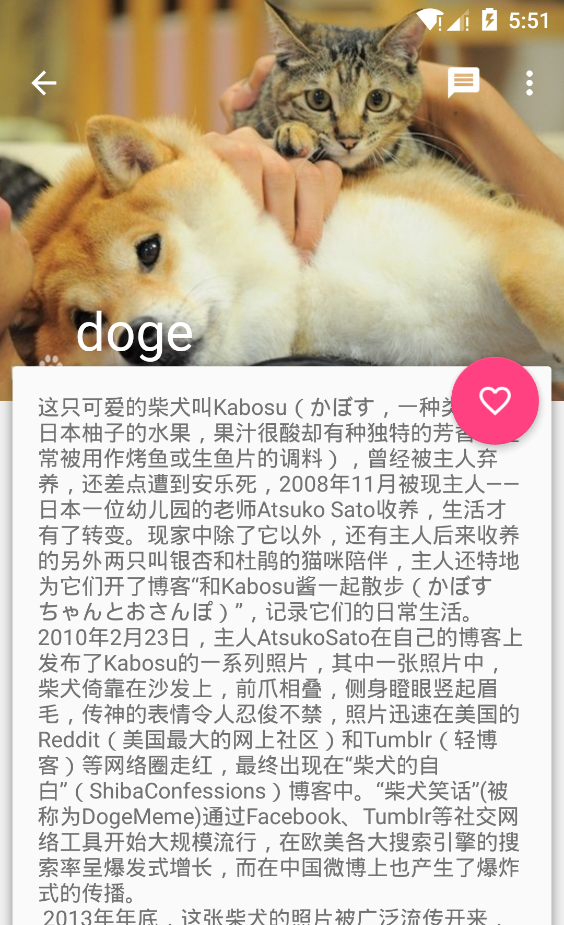 5:51
doge
这只可爱的柴犬叫Kabosu（かぼす，一种类
日本柚子的水果，果汁很酸却有种独特的芳香
常被用作烤鱼或生鱼片的调料），曾经被主人弃
养，还差点遭到安乐死，2008年11月被现主人——
日本一位幼儿园的老师Atsuko Sato收养，生活才
有了转变。现家中除了它以外，还有主人后来收养
的另外两只叫银杏和杜鹃的猫咪陪伴，主人还特地
为它们开了博客“和Kabosu酱一起散步（かぼす
ちゃんとおさんぽ）”，记录它们的日常生活。
2010年2月23日，主人AtsukoSato在自己的博客上
发布了Kabosu的一系列照片，其中一张照片中，
柴犬倚靠在沙发上，前爪相叠，侧身瞪眼竖起眉
毛，传神的表情令人忍俊不禁，照片迅速在美国的
Reddit（美国最大的网上社区）和Tumblr（轻博
客）等网络圈走红，最终出现在“柴犬的自
白”（ShibaConfessions）博客中。“柴犬笑话”(被
称为DogeMeme)通过Facebook、Tumblr等社交网
络工具开始大规模流行，在欧美各大搜索引擎的搜
索率呈爆发式增长，而在中国微博上也产生了爆炸
式的传播。
2013年年底，这张柴犬的照片被广泛流传开来，